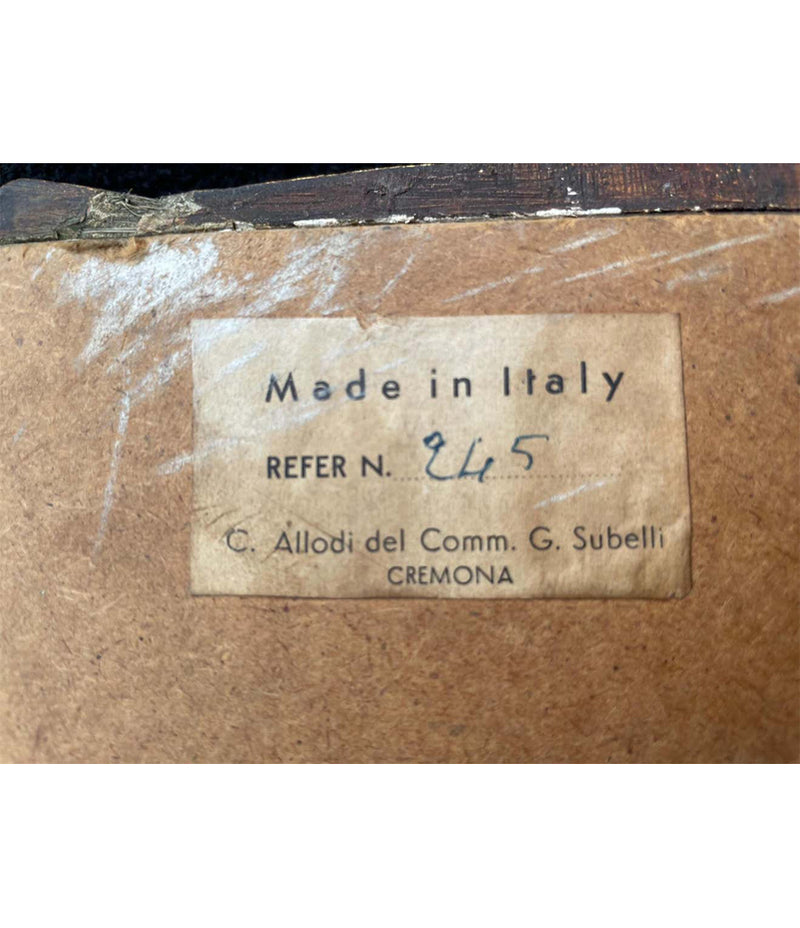 Made in Italy
REFER N. 245
C. Allodi del Comm. G. Subelli
CREMONA